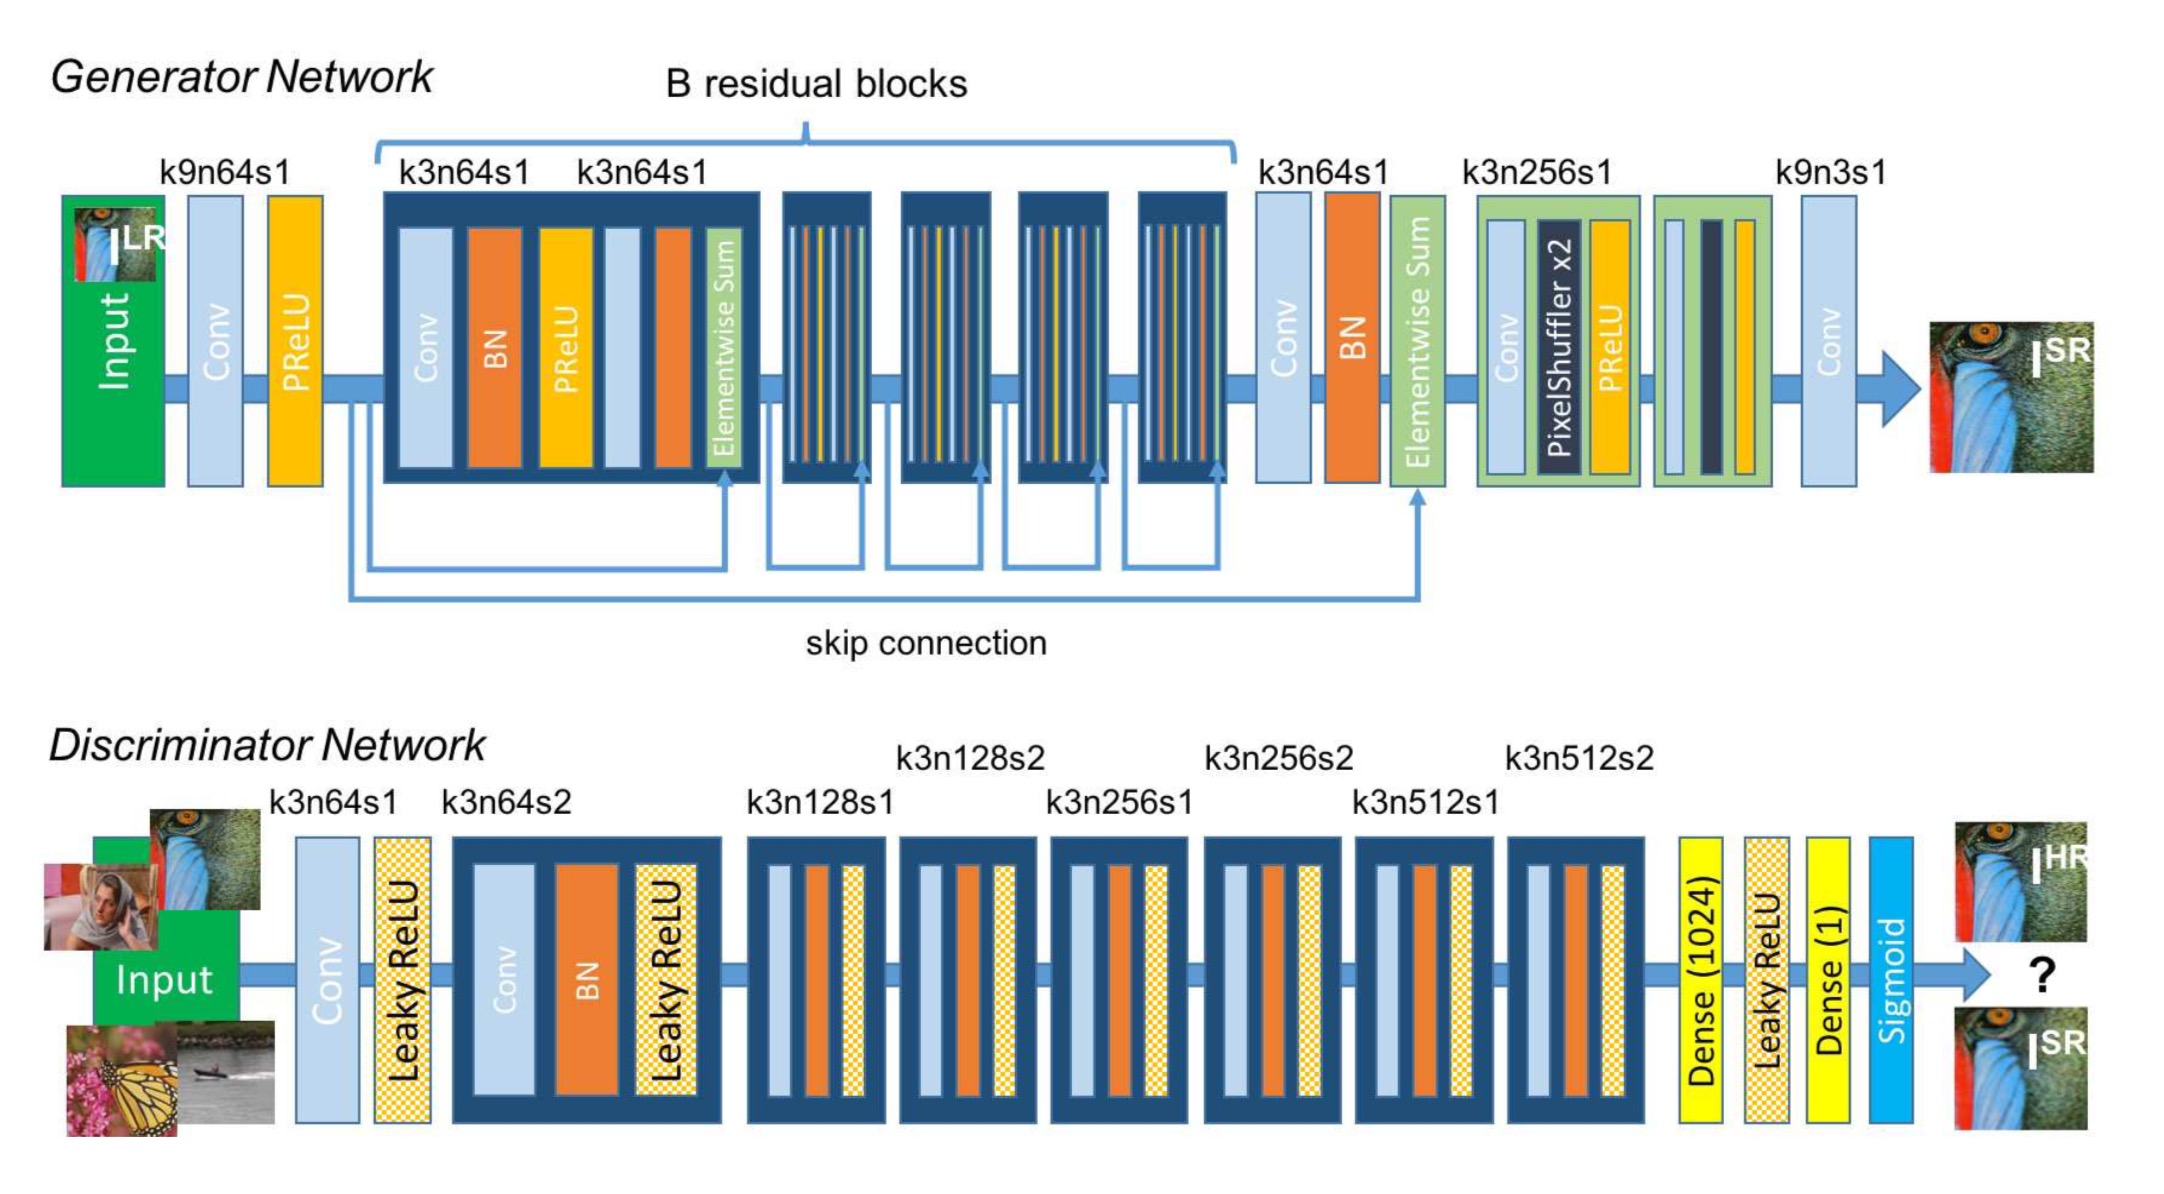 Generator Network
B residual blocks
k9n64s1
k3n64s1
k3n64s1
k3n64s1
k3n256s1
k9n3s1
I^LR
Input
Conv
PReLU
Conv
BN
PReLU
Elementwise Sum
Conv
BN
Elementwise Sum
Conv
PixelShuffler x2
PReLU
Conv
I^SR
skip connection
Discriminator Network
k3n128s2
k3n256s2
k3n512s2
k3n64s1
k3n64s2
k3n128s1
k3n256s1
k3n512s1
Input
Conv
Leaky ReLU
Conv
BN
Leaky ReLU
Dense (1024)
Leaky ReLU
Dense (1)
Sigmoid
I^HR
?
I^SR